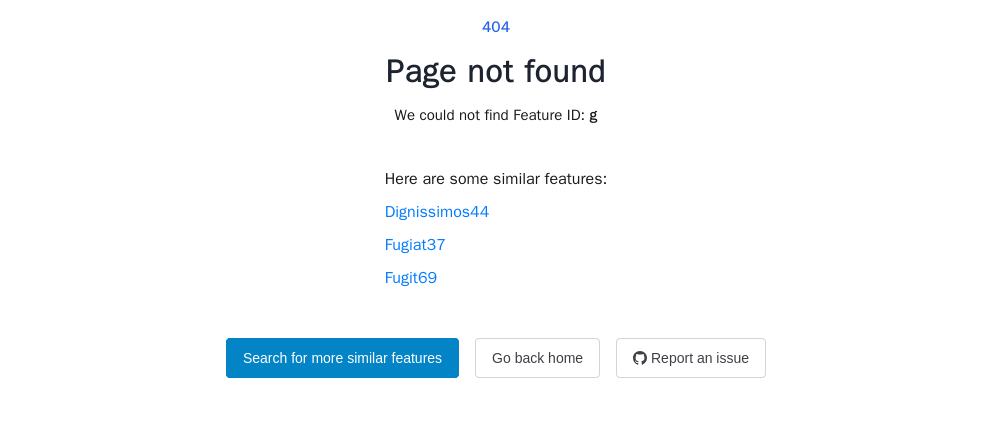 404
Page not found
We could not find Feature ID: g
Here are some similar features:
Dignissimos44
Fugiat37
Fugit69
Search for more similar features
Go back home
Report an issue